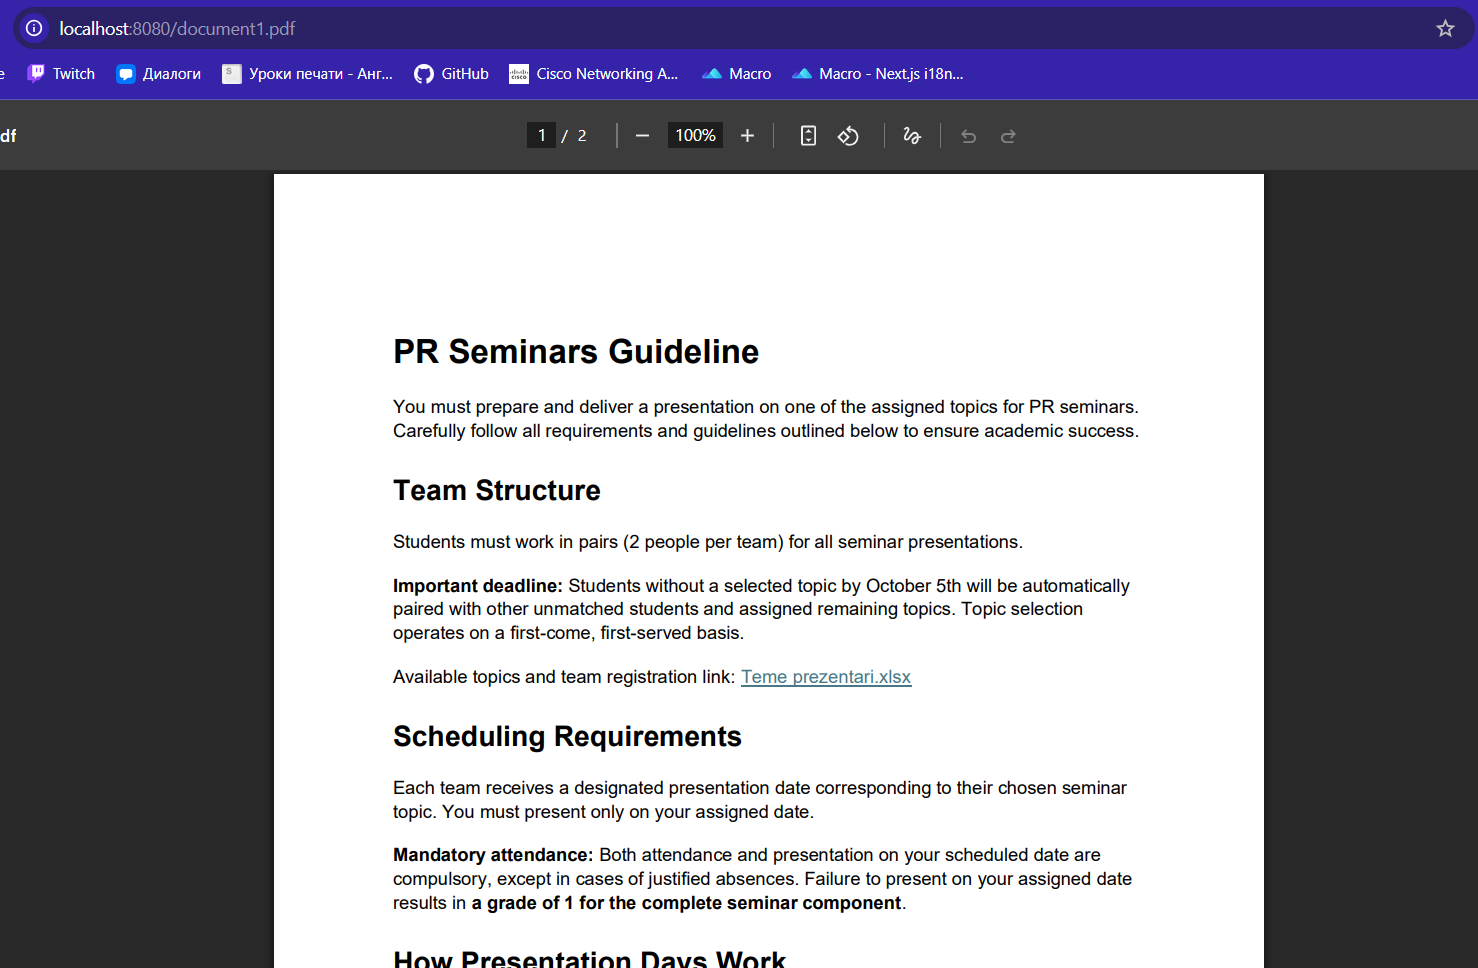 localhost:8080/document1.pdf
e Twitch Диалоги Уроки печати - Анг... GitHub Cisco Networking A... Macro Macro - Next.js i18n...
df 1 / 2 100%
PR Seminars Guideline
You must prepare and deliver a presentation on one of the assigned topics for PR seminars.
Carefully follow all requirements and guidelines outlined below to ensure academic success.
Team Structure
Students must work in pairs (2 people per team) for all seminar presentations.
Important deadline: Students without a selected topic by October 5th will be automatically
paired with other unmatched students and assigned remaining topics. Topic selection
operates on a first-come, first-served basis.
Available topics and team registration link: Teme prezentari.xlsx
Scheduling Requirements
Each team receives a designated presentation date corresponding to their chosen seminar
topic. You must present only on your assigned date.
Mandatory attendance: Both attendance and presentation on your scheduled date are
compulsory, except in cases of justified absences. Failure to present on your assigned date
results in a grade of 1 for the complete seminar component.
How Presentation Days Work